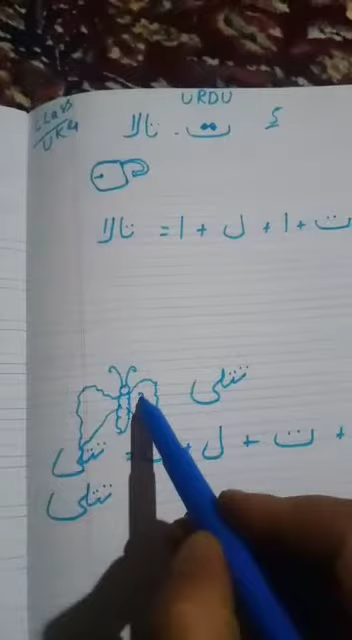 URDU
Class
UKG
ت . تالا
ت + ا + ل + ا = تالا
تتلی
+ ت + ل +
تتلی
تتلی